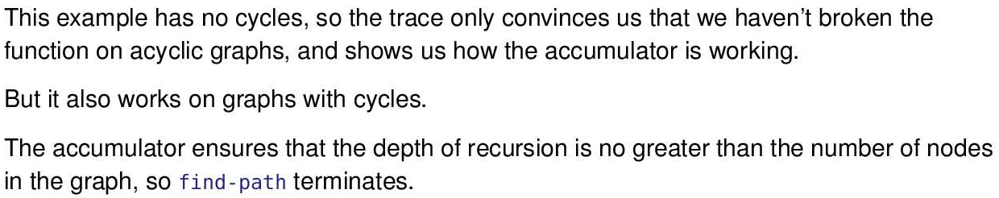 This example has no cycles, so the trace only convinces us that we haven't broken the
function on acyclic graphs, and shows us how the accumulator is working.
But it also works on graphs with cycles.
The accumulator ensures that the depth of recursion is no greater than the number of nodes
in the graph, so find-path terminates.